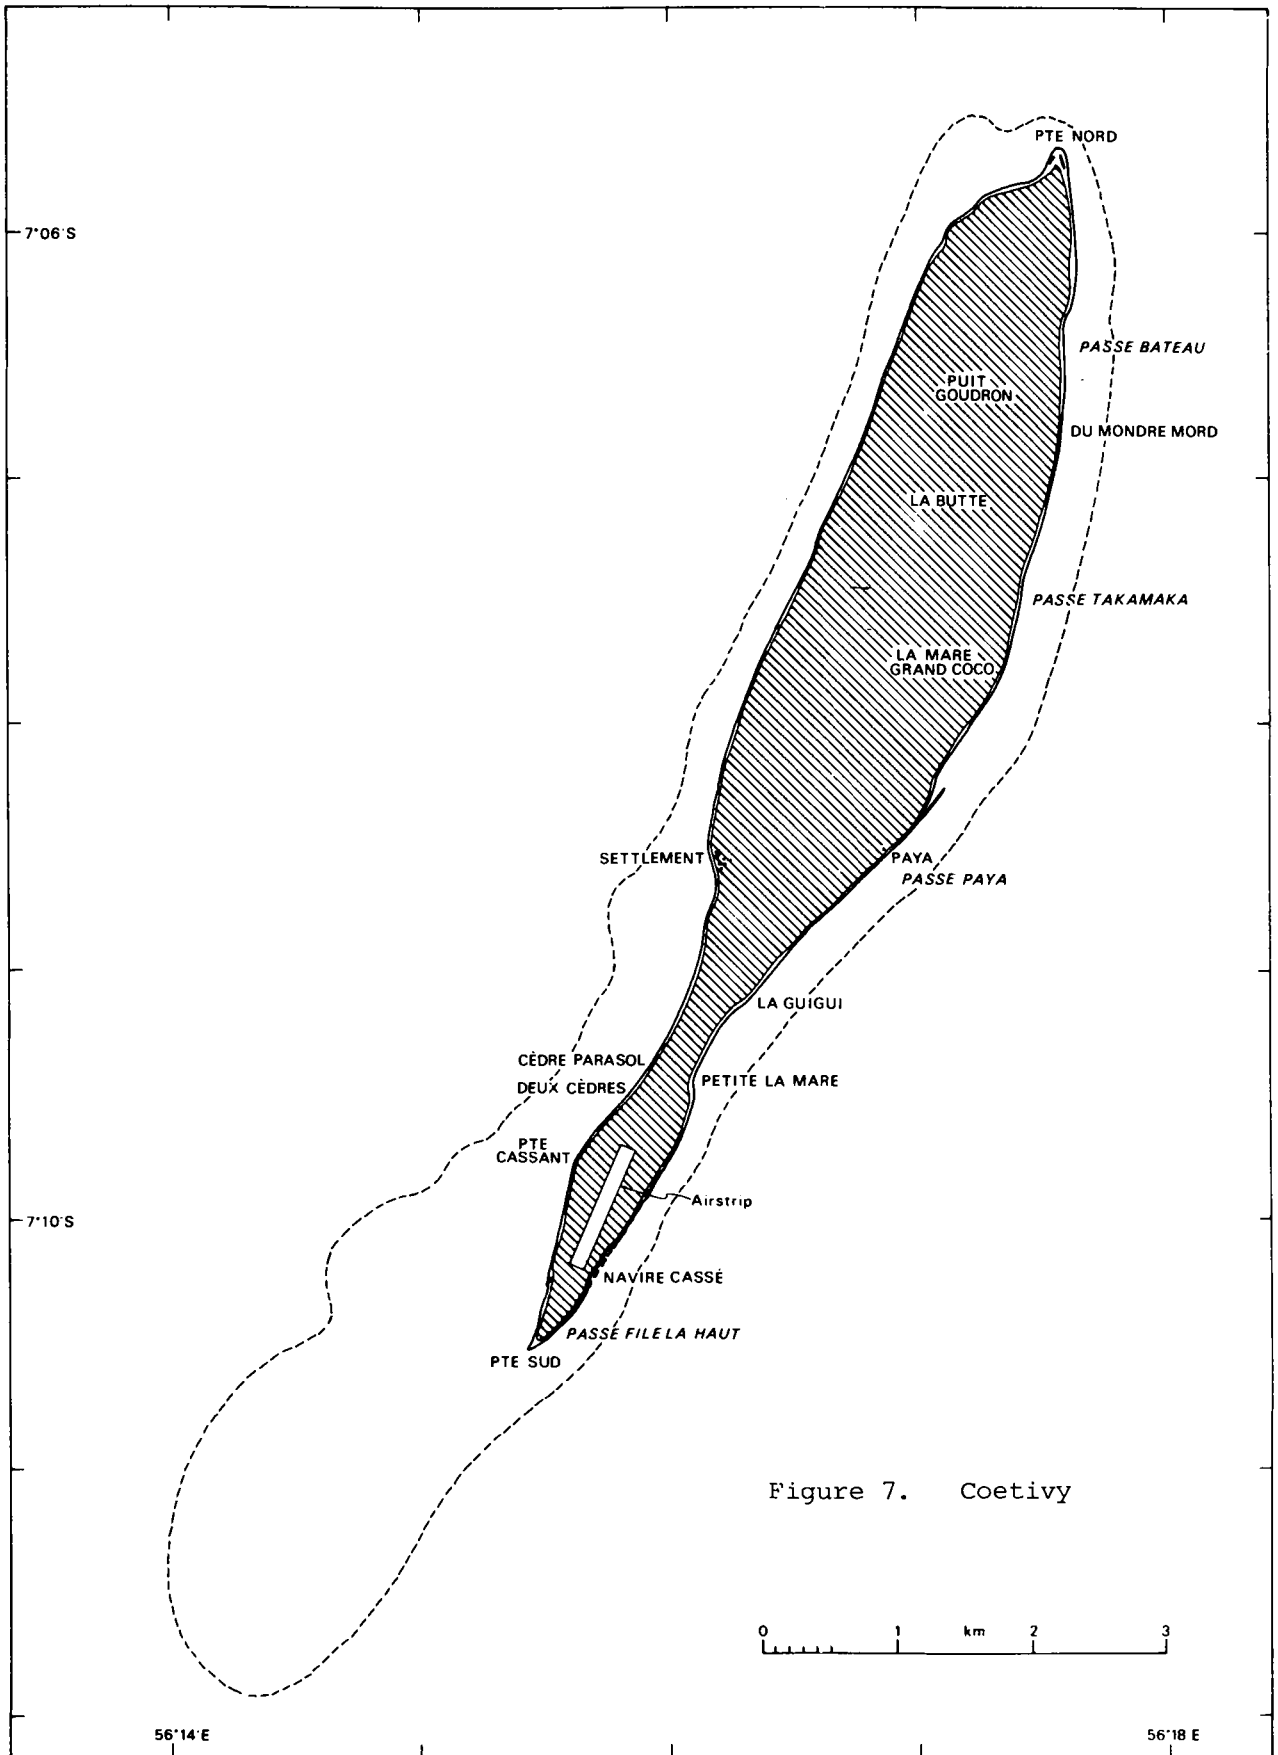 PTE NORD
7°06'S
PASSE BATEAU
PUIT
GOUDRON
DU MONDRE MORD
LA BUTTE
PASSE TAKAMAKA
LA MARE
GRAND COCO
SETTLEMENT
PAYA
PASSE PAYA
LA GUIGUI
CÈDRE PARASOL
DEUX CÈDRES
PETITE LA MARE
PTE
CASSANT
Airstrip
7°10'S
NAVIRE CASSÉ
PASSE FILE LA HAUT
PTE SUD
Figure 7. Coetivy
0 1 km 2 3
56°14'E
56°18 E